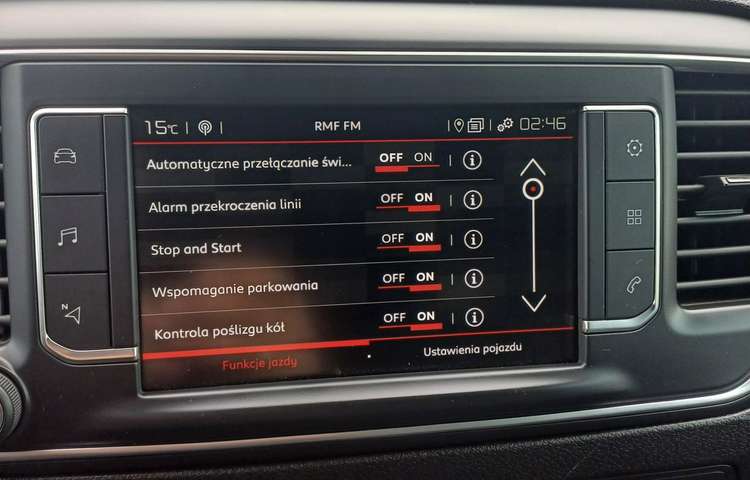 15°C
RMF FM
02:46
Automatyczne przełączanie świ... OFF ON
Alarm przekroczenia linii OFF ON
Stop and Start OFF ON
Wspomaganie parkowania OFF ON
Kontrola poślizgu kół OFF ON
Funkcje jazdy
Ustawienia pojazdu
N